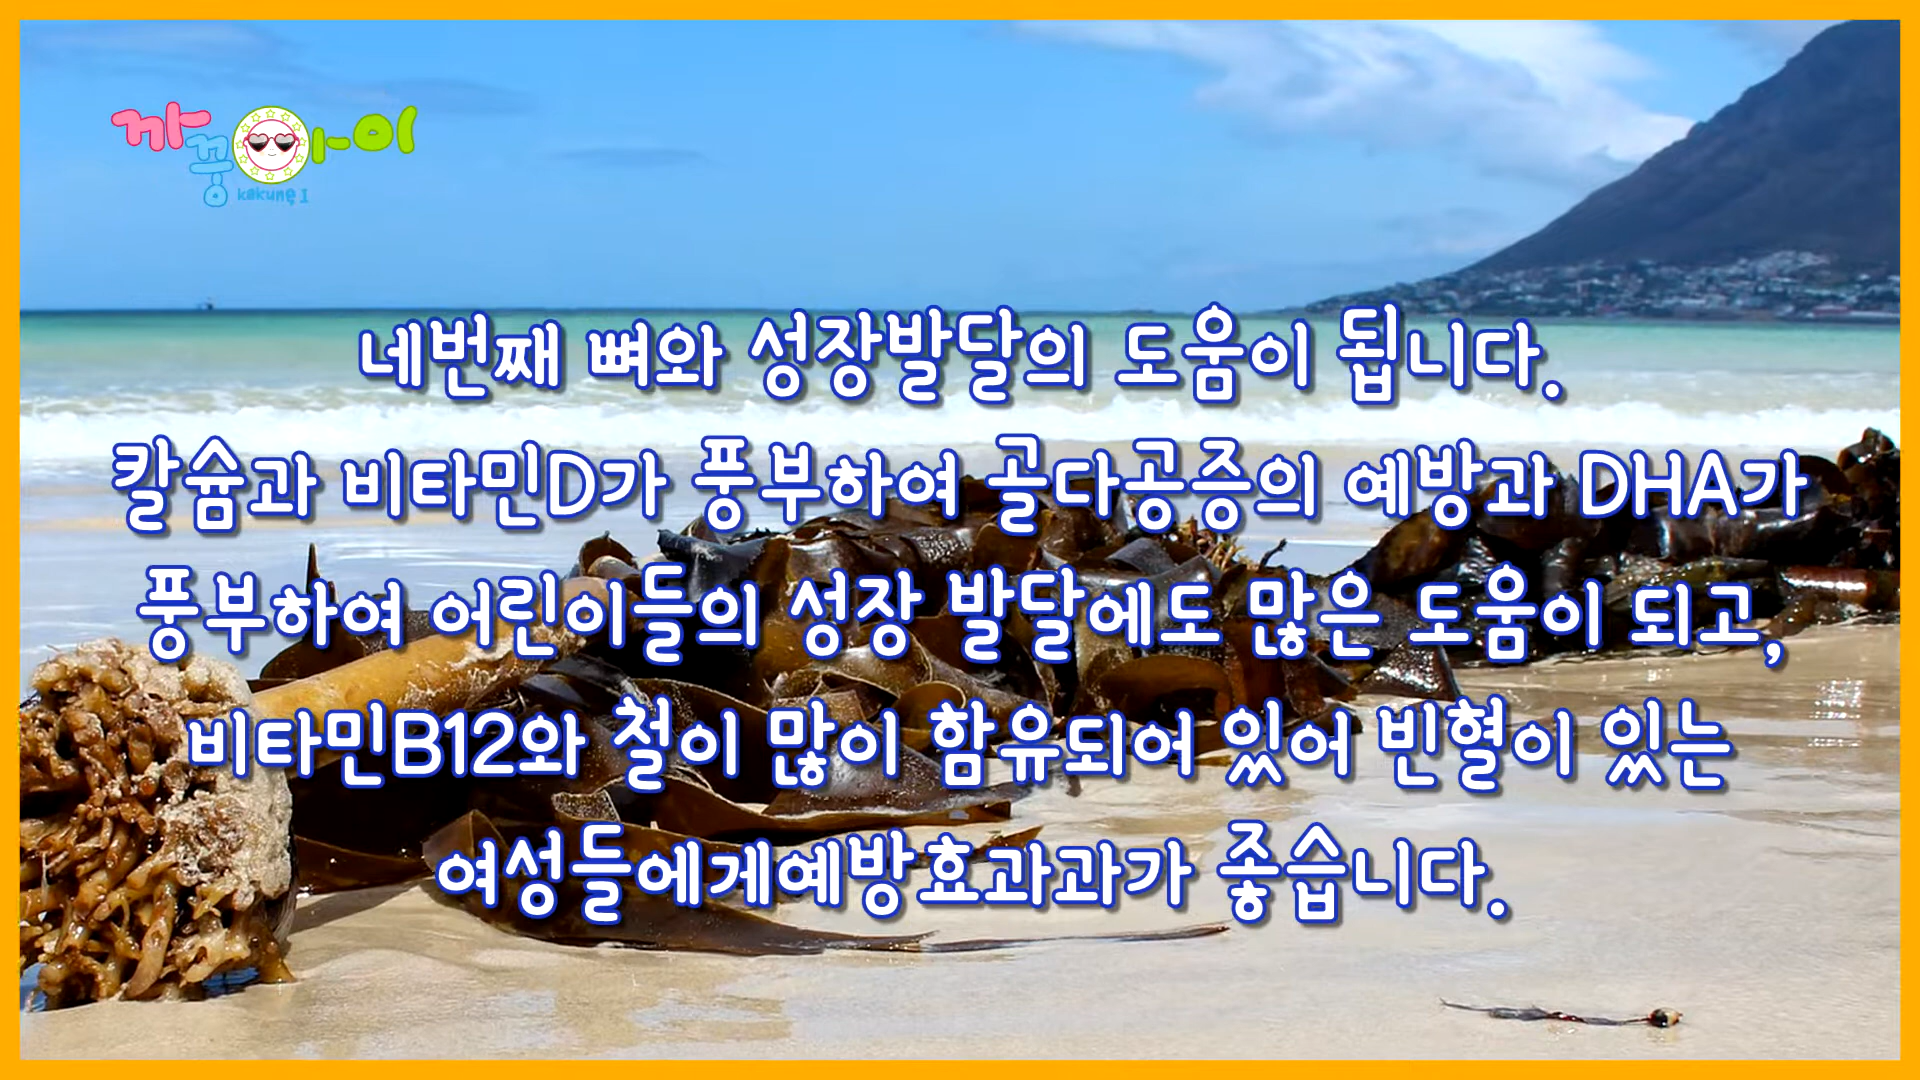 까꿍아이
kakung I
네번째 뼈와 성장발달의 도움이 됩니다.
칼슘과 비타민D가 풍부하여 골다공증의 예방과 DHA가
풍부하여 어린이들의 성장 발달에도 많은 도움이 되고,
비타민B12와 철이 많이 함유되어 있어 빈혈이 있는
여성들에게예방효과과가 좋습니다.